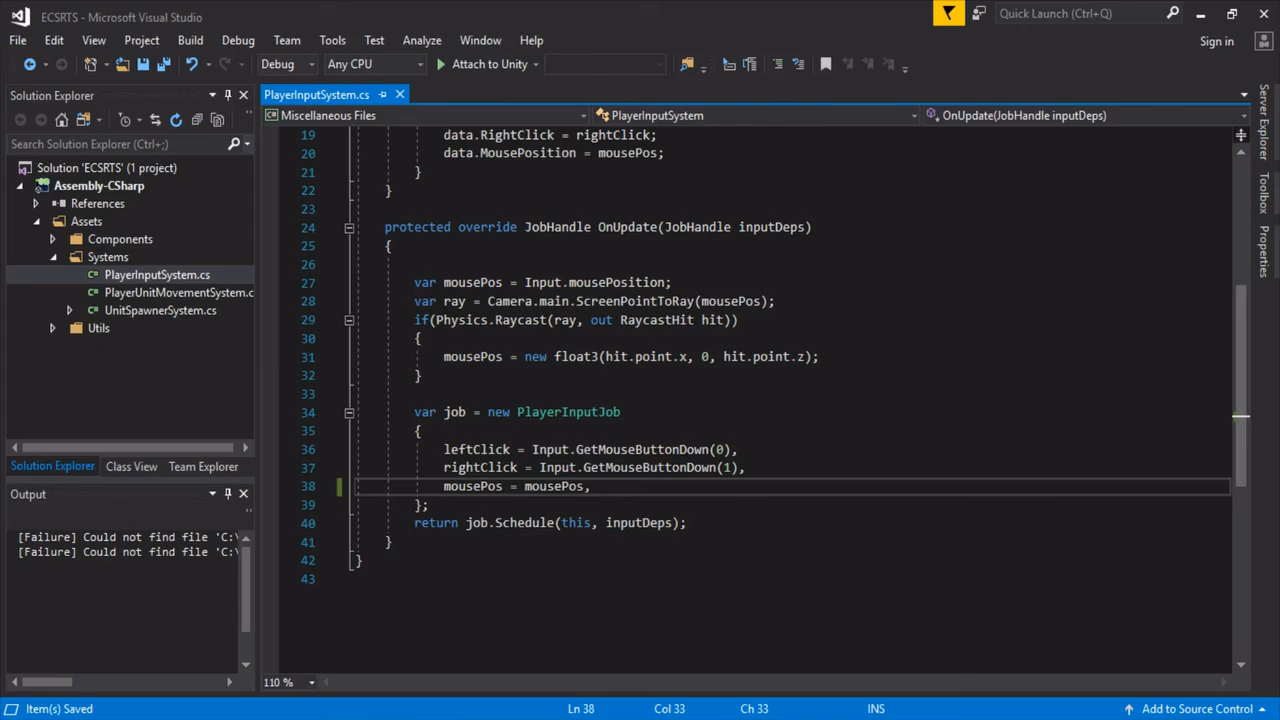 ECSRTS - Microsoft Visual Studio
Quick Launch (Ctrl+Q)
File Edit View Project Build Debug Team Tools Test Analyze Window Help
Sign in
Debug Any CPU Attach to Unity
Solution Explorer
Search Solution Explorer (Ctrl+;)
Solution 'ECSRTS' (1 project)
Assembly-CSharp
References
Assets
Components
Systems
PlayerInputSystem.cs
PlayerUnitMovementSystem.c
UnitSpawnerSystem.cs
Utils
Solution Explorer Class View Team Explorer
Output
[Failure] Could not find file 'C:\
[Failure] Could not find file 'C:\
PlayerInputSystem.cs
Miscellaneous Files PlayerInputSystem OnUpdate(JobHandle inputDeps)
19 data.RightClick = rightClick;
20 data.MousePosition = mousePos;
21 }
22 }
23
24 protected override JobHandle OnUpdate(JobHandle inputDeps)
25 {
26
27 var mousePos = Input.mousePosition;
28 var ray = Camera.main.ScreenPointToRay(mousePos);
29 if(Physics.Raycast(ray, out RaycastHit hit))
30 {
31 mousePos = new float3(hit.point.x, 0, hit.point.z);
32 }
33
34 var job = new PlayerInputJob
35 {
36 leftClick = Input.GetMouseButtonDown(0),
37 rightClick = Input.GetMouseButtonDown(1),
38 mousePos = mousePos,
39 };
40 return job.Schedule(this, inputDeps);
41 }
42 }
43
110 %
Server Explorer
Toolbox
Properties
Item(s) Saved Ln 38 Col 33 Ch 33 INS Add to Source Control